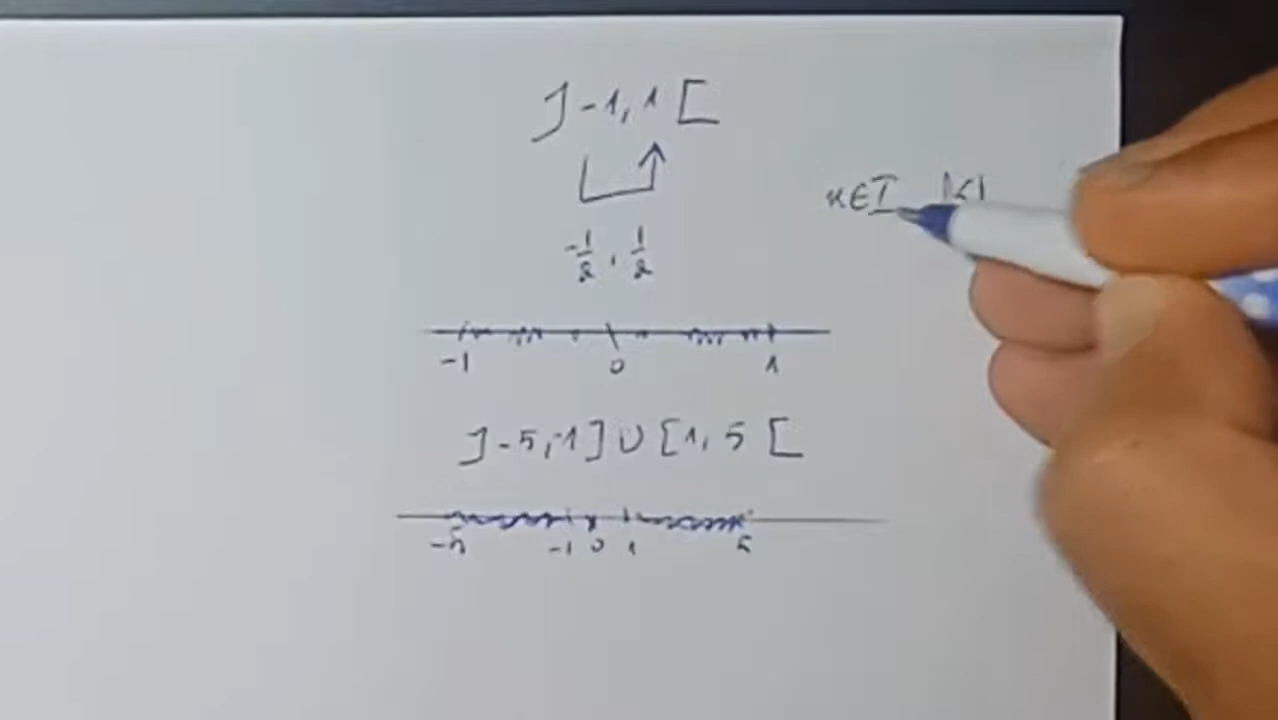 ]-1, 1[
x∈I
-1/2, 1/2
-1 0 1
]-5,-1]∪[1, 5[
-5 -1 0 1 5